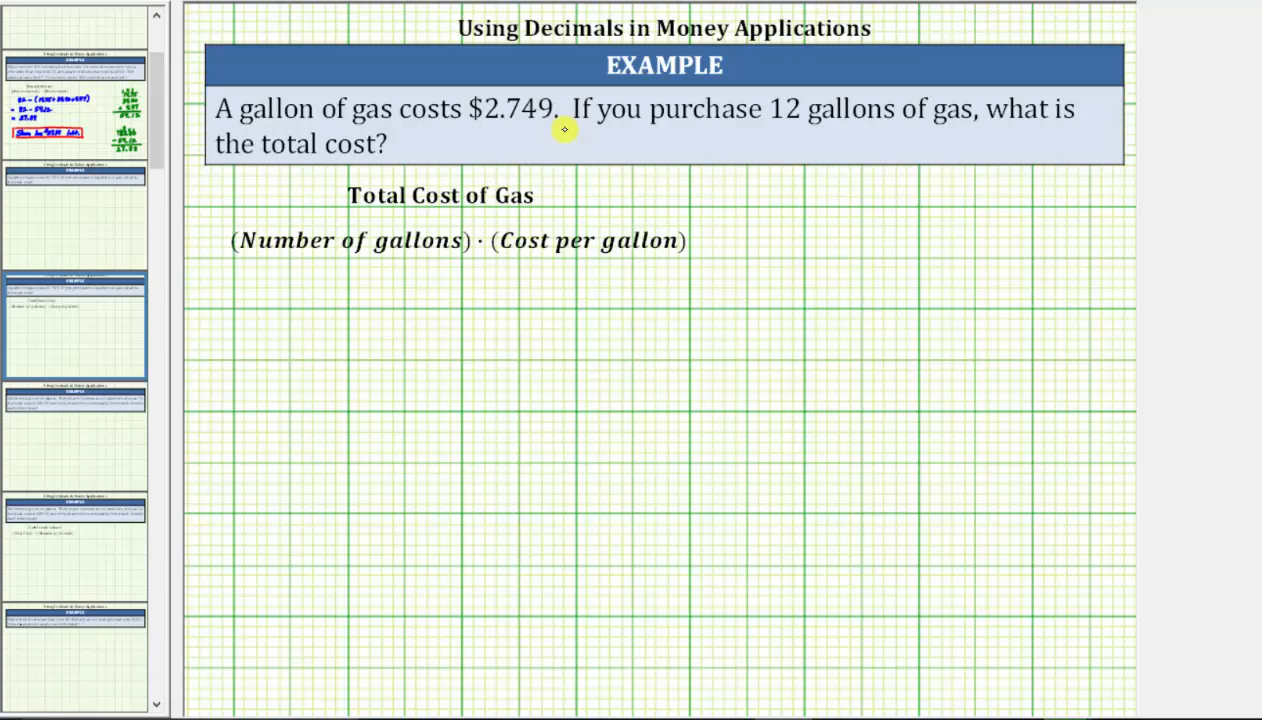 Using Decimals in Money Applications
EXAMPLE
A gallon of gas costs $2.749. If you purchase 12 gallons of gas, what is
the total cost?
Total Cost of Gas
(Number of gallons) · (Cost per gallon)